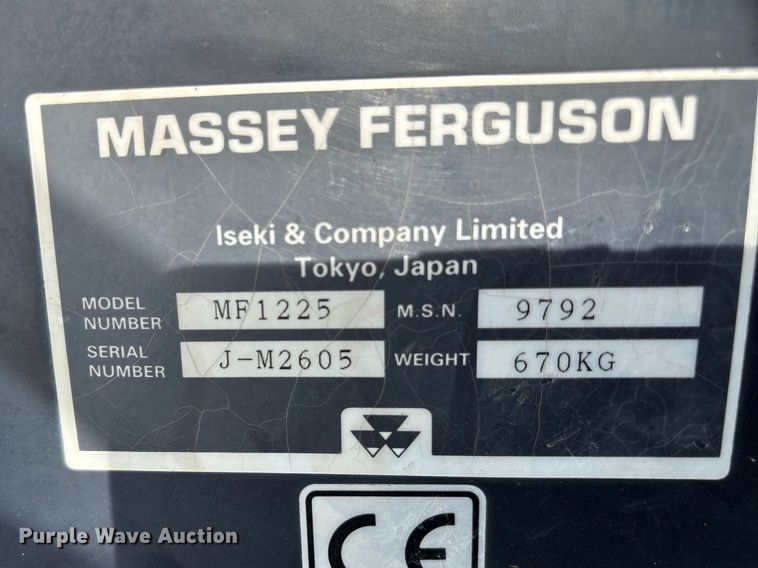 MASSEY FERGUSON
Iseki & Company Limited
Tokyo, Japan
MODEL NUMBER MF1225 M.S.N. 9792
SERIAL NUMBER J-M2605 WEIGHT 670KG
CE
Purple Wave Auction